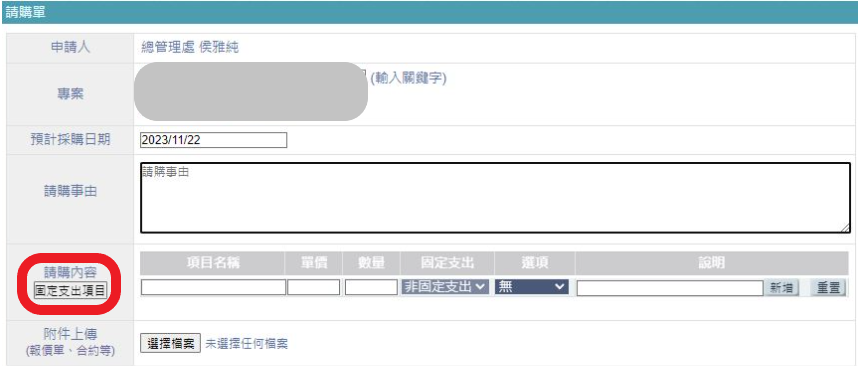 請購單
申請人 總管理處 侯雅純
專案 (輸入關鍵字)
預計採購日期 2023/11/22
請購事由 請購事由
請購內容
固定支出項目
項目名稱 單價 數量 固定支出 選項 說明
非固定支出 無 新增 重置
附件上傳
(報價單、合約等)
選擇檔案 未選擇任何檔案